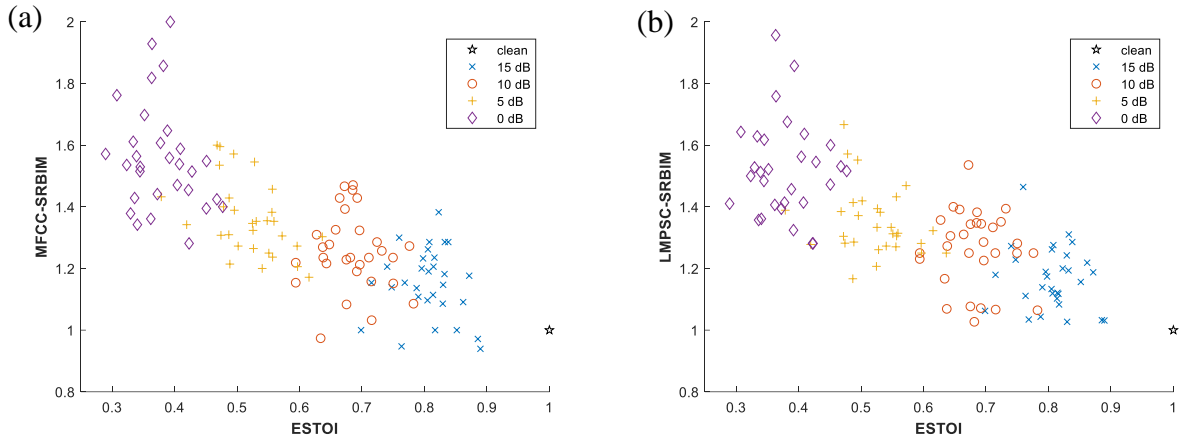 (a)
2
1.8
1.6
1.4
1.2
1
0.8
MFCC-SRBIM
0.3 0.4 0.5 0.6 0.7 0.8 0.9 1
ESTOI
clean
15 dB
10 dB
5 dB
0 dB
(b)
2
1.8
1.6
1.4
1.2
1
0.8
LMPSC-SRBIM
0.3 0.4 0.5 0.6 0.7 0.8 0.9 1
ESTOI
clean
15 dB
10 dB
5 dB
0 dB